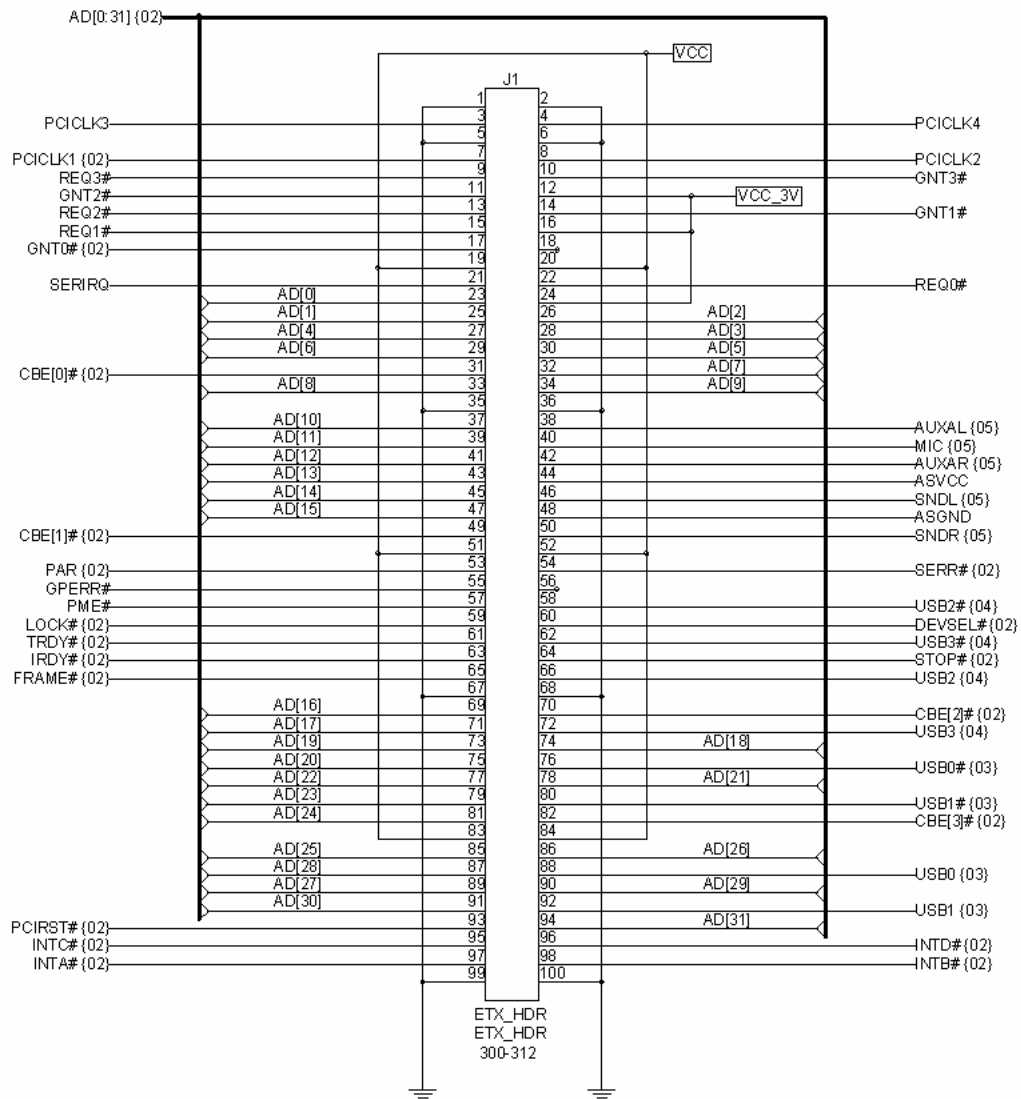 AD[0:31] {02}
VCC
J1
1 2
PCICLK3 3 4 PCICLK4
5 6
PCICLK1 {02} 7 8 PCICLK2
REQ3# 9 10 GNT3#
GNT2# 11 12 VCC_3V
REQ2# 13 14 GNT1#
REQ1# 15 16
GNT0# {02} 17 18
19 20
SERIRQ 21 22 REQ0#
AD[0] 23 24
AD[1] 25 26 AD[2]
AD[4] 27 28 AD[3]
AD[6] 29 30 AD[5]
CBE[0]# {02} 31 32 AD[7]
AD[8] 33 34 AD[9]
35 36
AD[10] 37 38 AUXAL {05}
AD[11] 39 40 MIC {05}
AD[12] 41 42 AUXAR {05}
AD[13] 43 44 ASVCC
AD[14] 45 46 SNDL {05}
AD[15] 47 48 ASGND
CBE[1]# {02} 49 50 SNDR {05}
51 52
PAR {02} 53 54 SERR# {02}
GPERR# 55 56
PME# 57 58 USB2# {04}
LOCK# {02} 59 60 DEVSEL# {02}
TRDY# {02} 61 62 USB3# {04}
IRDY# {02} 63 64 STOP# {02}
FRAME# {02} 65 66 USB2 {04}
67 68
AD[16] 69 70 CBE[2]# {02}
AD[17] 71 72 USB3 {04}
AD[19] 73 74 AD[18]
AD[20] 75 76 USB0# {03}
AD[22] 77 78 AD[21]
AD[23] 79 80 USB1# {03}
AD[24] 81 82 CBE[3]# {02}
83 84
AD[25] 85 86 AD[26]
AD[28] 87 88 USB0 {03}
AD[27] 89 90 AD[29]
AD[30] 91 92 USB1 {03}
PCIRST# {02} 93 94 AD[31]
INTC# {02} 95 96 INTD# {02}
INTA# {02} 97 98 INTB# {02}
99 100
ETX_HDR
ETX_HDR
300-312